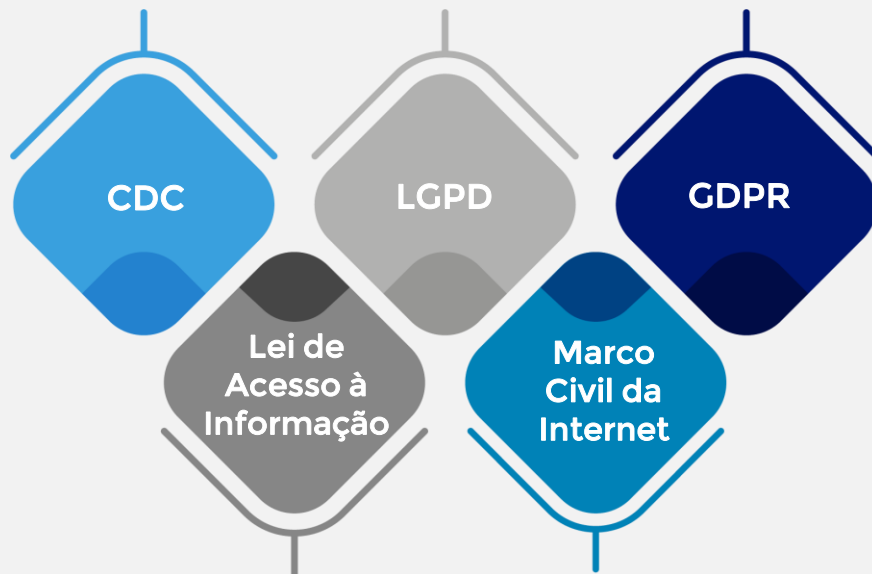 CDC
LGPD
GDPR
Lei de
Acesso à
Informação
Marco
Civil da
Internet